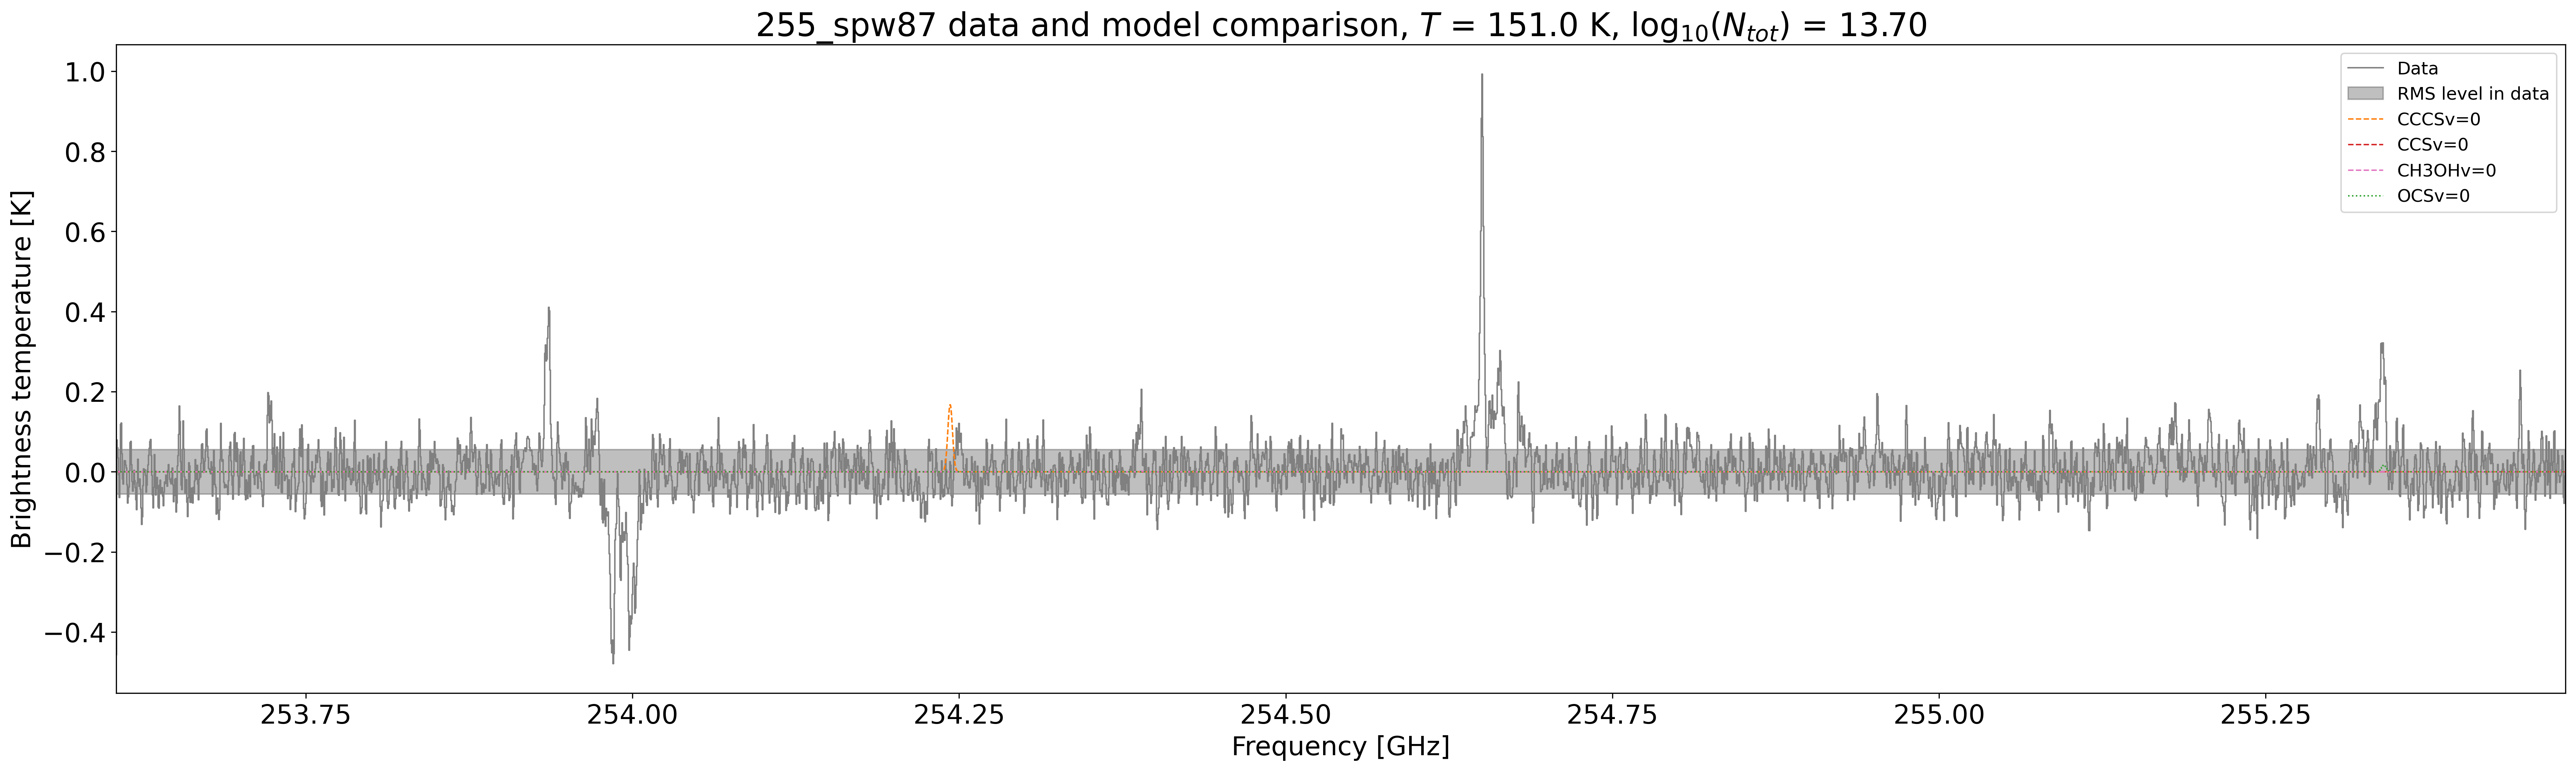 255_spw87 data and model comparison, T = 151.0 K, log₁₀(Nₜₒₜ) = 13.70
Data
RMS level in data
CCCSv=0
CCSv=0
CH3OHv=0
OCSv=0
Brightness temperature [K]
1.0
0.8
0.6
0.4
0.2
0.0
−0.2
−0.4
253.75 254.00 254.25 254.50 254.75 255.00 255.25
Frequency [GHz]